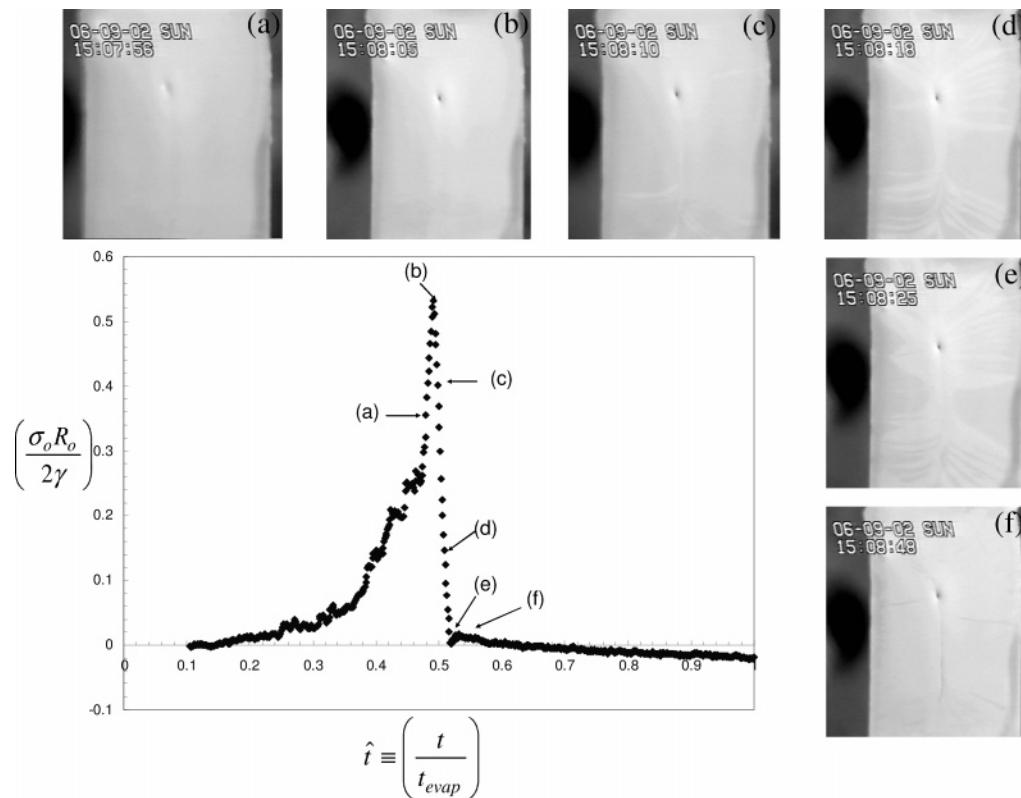 (a)
06-09-02 SUN
15:07:56
(b)
06-09-02 SUN
15:08:05
(c)
06-09-02 SUN
15:08:10
(d)
06-09-02 SUN
15:08:18
(e)
06-09-02 SUN
15:08:25
(f)
06-09-02 SUN
15:08:48
0.6
0.5
0.4
0.3
0.2
0.1
0
-0.1
(b)
(c)
(a)
(d)
(e)
(f)
0 0.1 0.2 0.3 0.4 0.5 0.6 0.7 0.8 0.9 1
(σₒRₒ / 2γ)
t̂ ≡ (t / t_evap)